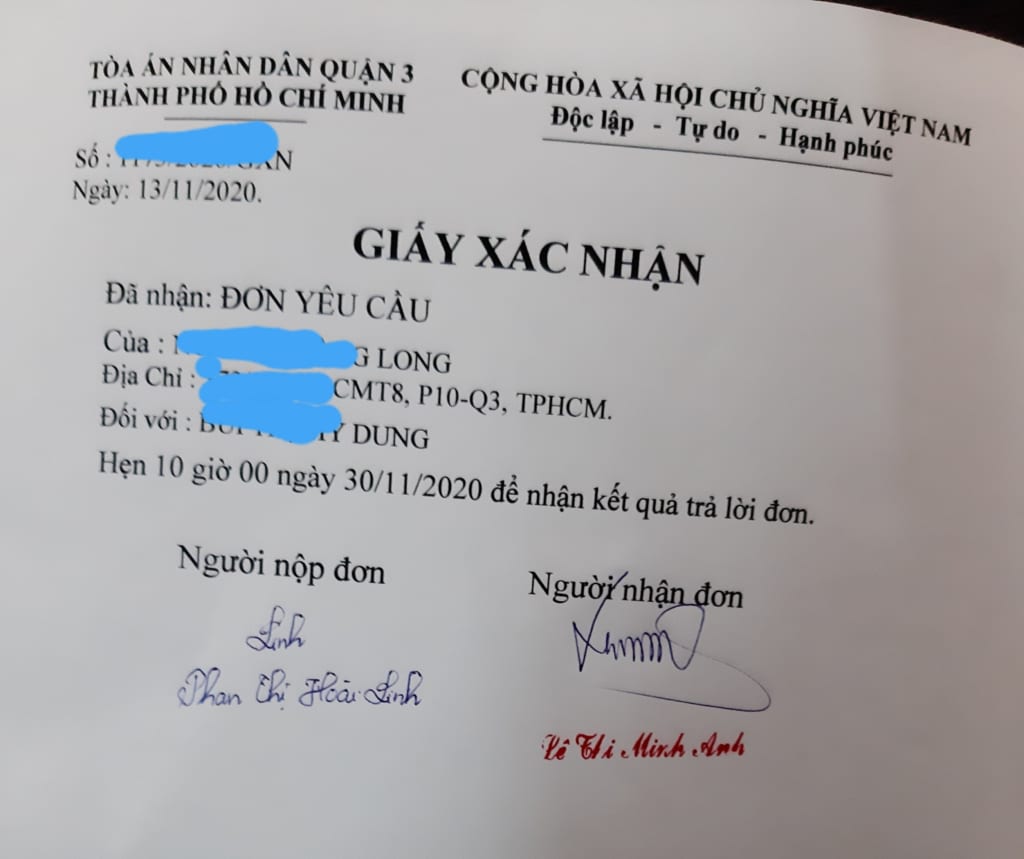 TÒA ÁN NHÂN DÂN QUẬN 3
THÀNH PHỐ HỒ CHÍ MINH
CỘNG HÒA XÃ HỘI CHỦ NGHĨA VIỆT NAM
Độc lập - Tự do - Hạnh phúc
Số :
Ngày: 13/11/2020.
GIẤY XÁC NHẬN
Đã nhận: ĐƠN YÊU CẦU
Của : LONG
Địa Chỉ : CMT8, P10-Q3, TPHCM.
Đối với : DUNG
Hẹn 10 giờ 00 ngày 30/11/2020 để nhận kết quả trả lời đơn.
Người nộp đơn
Người nhận đơn
Linh
Phan Thị Hoài Linh
Lê Thi Minh Anh